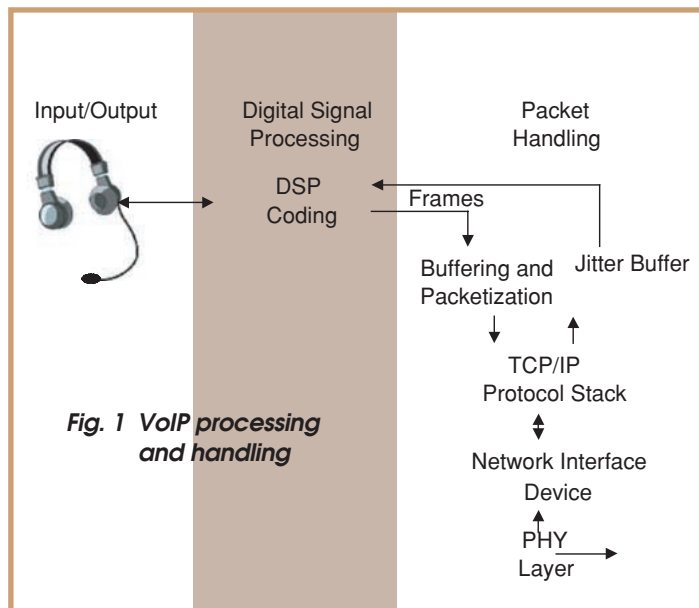 Input/Output
Digital Signal
Processing
Packet
Handling
DSP
Coding
Frames
Buffering and
Packetization
Jitter Buffer
TCP/IP
Protocol Stack
Fig. 1 VoIP processing
and handling
Network Interface
Device
PHY
Layer